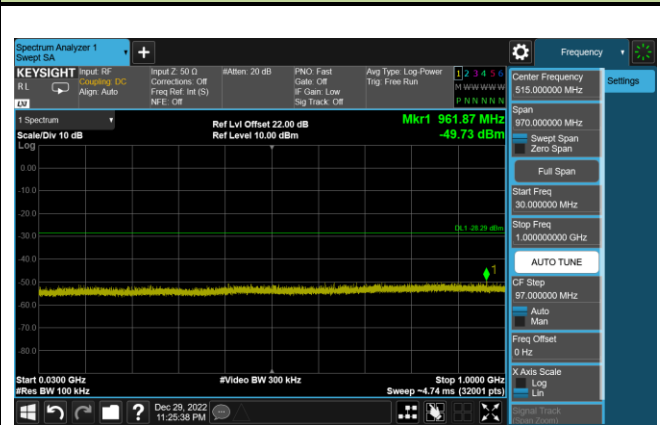 Spectrum Analyzer 1
Swept SA
Frequency
KEYSIGHT
R L
LXI
Input: RF
Coupling: DC
Align: Auto
Input Z: 50 Ω
Corrections: Off
Freq Ref: Int (S)
NFE: Off
#Atten: 20 dB
PNO: Fast
Gate: Off
IF Gain: Low
Sig Track: Off
Avg Type: Log-Power
Trig: Free Run
1 2 3 4 5 6
M W W W W W
P N N N N N
Center Frequency
515.000000 MHz
Settings
Span
970.000000 MHz
Swept Span
Zero Span
Full Span
Start Freq
30.000000 MHz
Stop Freq
1.000000000 GHz
AUTO TUNE
CF Step
97.000000 MHz
Auto
Man
Freq Offset
0 Hz
X Axis Scale
Log
Lin
Signal Track
(Span Zoom)
1 Spectrum
Scale/Div 10 dB
Log
Ref Lvl Offset 22.00 dB
Ref Level 10.00 dBm
Mkr1 961.87 MHz
-49.73 dBm
0.00
-10.0
-20.0
DL1 -28.29 dBm
-30.0
-40.0
1
-50.0
-60.0
-70.0
-80.0
Start 0.0300 GHz
#Res BW 100 kHz
#Video BW 300 kHz
Stop 1.0000 GHz
Sweep ~4.74 ms (32001 pts)
?
Dec 29, 2022
11:25:38 PM